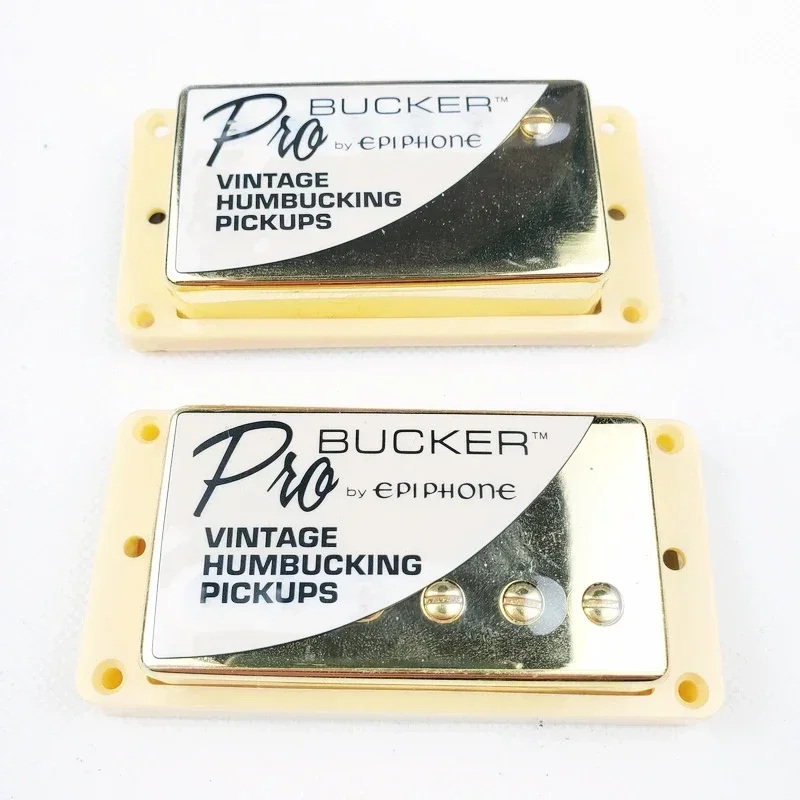 Pro BUCKER™
by EPIPHONE
VINTAGE
HUMBUCKING
PICKUPS
Pro BUCKER™
by EPIPHONE
VINTAGE
HUMBUCKING
PICKUPS